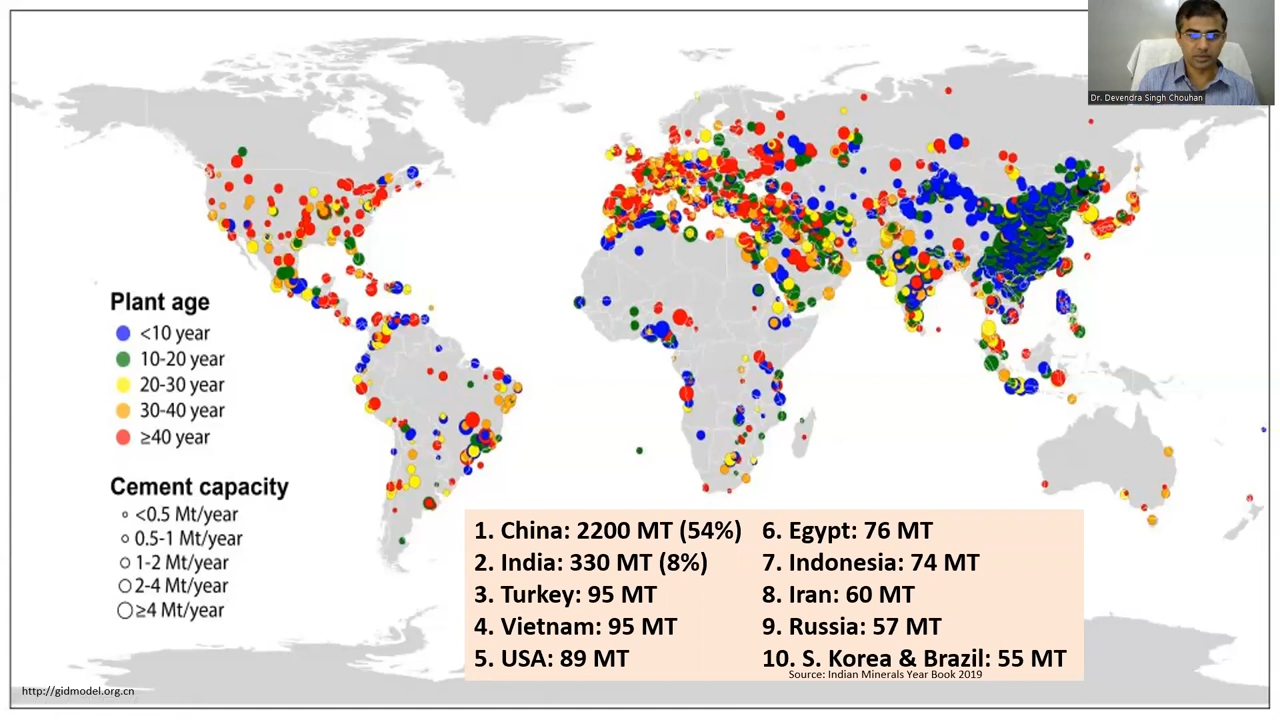 Dr. Devendra Singh Chouhan
Plant age
<10 year
10-20 year
20-30 year
30-40 year
≥40 year
Cement capacity
<0.5 Mt/year
0.5-1 Mt/year
1-2 Mt/year
2-4 Mt/year
≥4 Mt/year
1. China: 2200 MT (54%)
2. India: 330 MT (8%)
3. Turkey: 95 MT
4. Vietnam: 95 MT
5. USA: 89 MT
6. Egypt: 76 MT
7. Indonesia: 74 MT
8. Iran: 60 MT
9. Russia: 57 MT
10. S. Korea & Brazil: 55 MT
Source: Indian Minerals Year Book 2019
http://gidmodel.org.cn